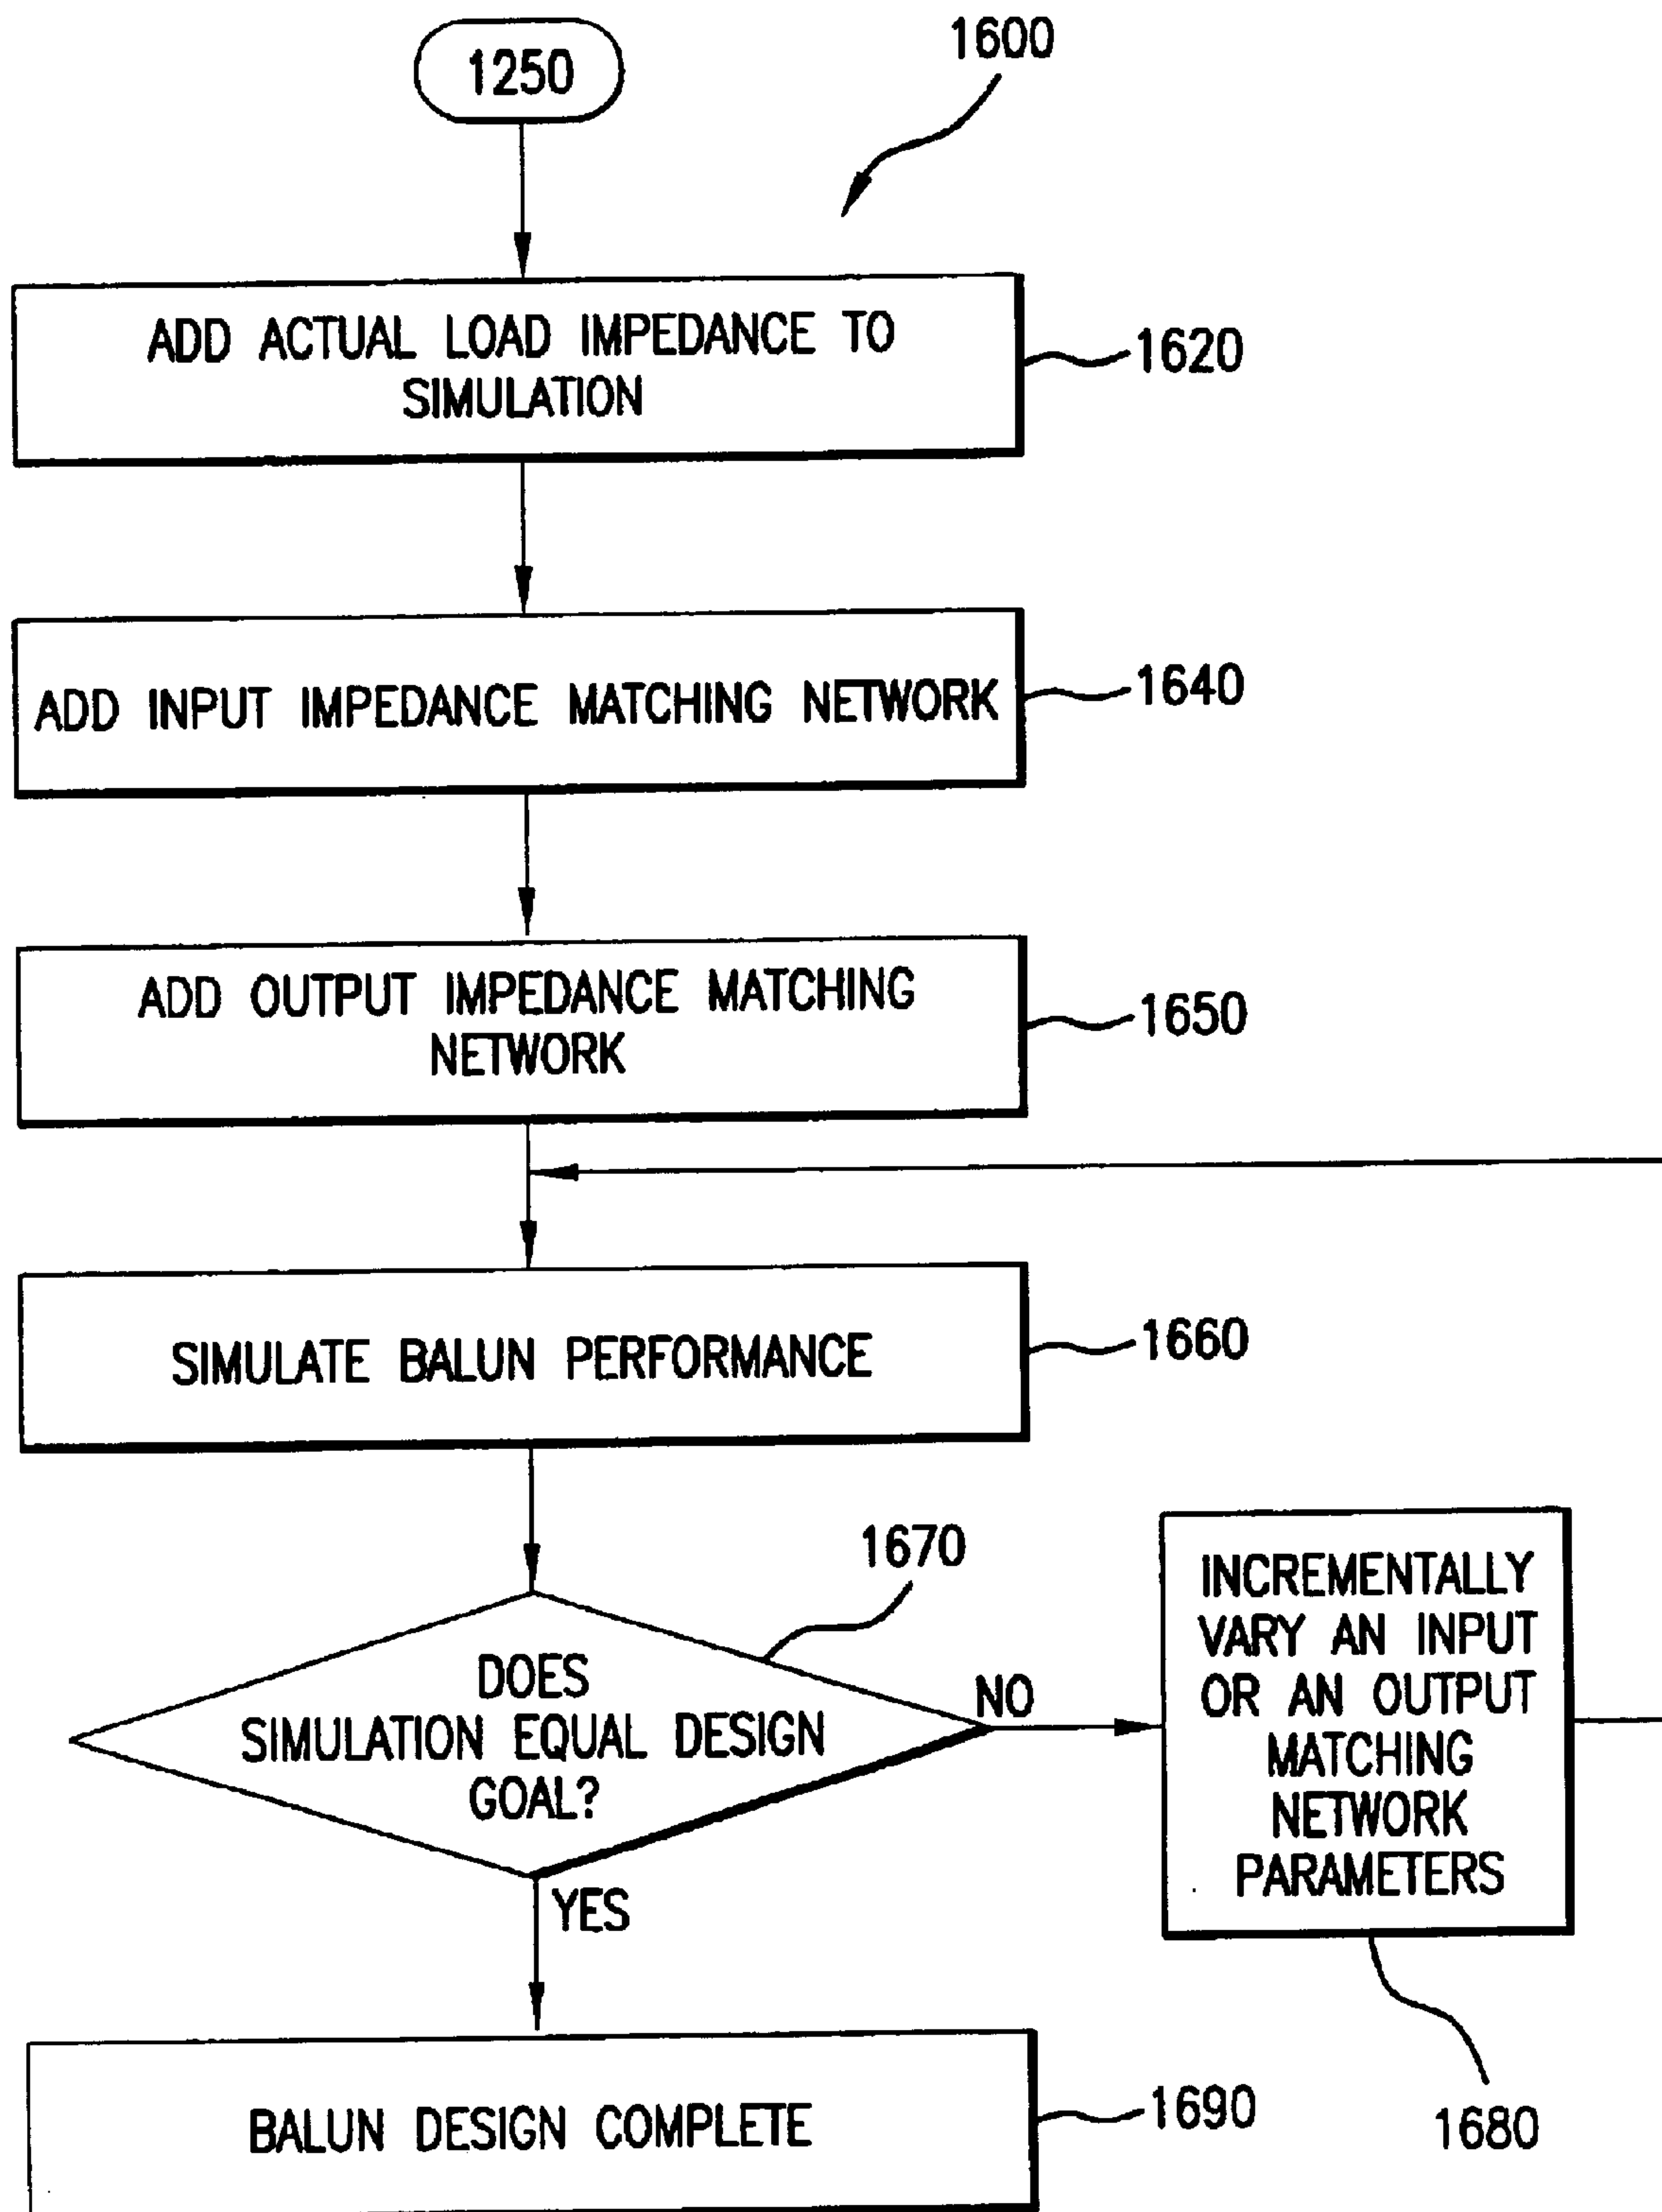 1250
1600
ADD ACTUAL LOAD IMPEDANCE TO
SIMULATION
1620
ADD INPUT IMPEDANCE MATCHING NETWORK
1640
ADD OUTPUT IMPEDANCE MATCHING
NETWORK
1650
SIMULATE BALUN PERFORMANCE
1660
1670
DOES
SIMULATION EQUAL DESIGN
GOAL?
NO
YES
INCREMENTALLY
VARY AN INPUT
OR AN OUTPUT
MATCHING
NETWORK
PARAMETERS
1680
BALUN DESIGN COMPLETE
1690